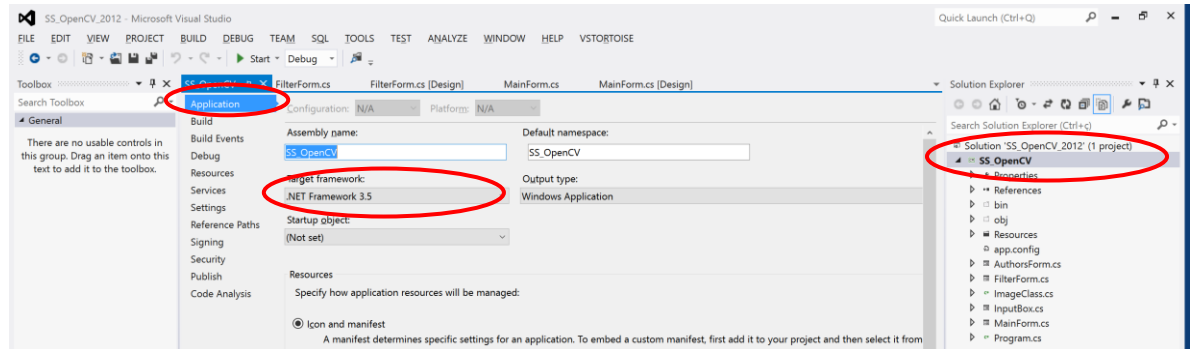 SS_OpenCV_2012 - Microsoft Visual Studio
Quick Launch (Ctrl+Q)
FILE EDIT VIEW PROJECT BUILD DEBUG TEAM SQL TOOLS TEST ANALYZE WINDOW HELP VSTORTOISE
Start Debug
Toolbox
SS_OpenCV FilterForm.cs FilterForm.cs [Design] MainForm.cs MainForm.cs [Design]
Solution Explorer
Search Toolbox
General
There are no usable controls in
this group. Drag an item onto this
text to add it to the toolbox.
Application
Build
Build Events
Debug
Resources
Services
Settings
Reference Paths
Signing
Security
Publish
Code Analysis
Configuration: N/A Platform: N/A
Assembly name: Default namespace:
SS_OpenCV SS_OpenCV
Target framework: Output type:
.NET Framework 3.5 Windows Application
Startup object:
(Not set)
Resources
Specify how application resources will be managed:
Icon and manifest
A manifest determines specific settings for an application. To embed a custom manifest, first add it to your project and then select it from
Search Solution Explorer (Ctrl+ç)
Solution 'SS_OpenCV_2012' (1 project)
SS_OpenCV
Properties
References
bin
obj
Resources
app.config
AuthorsForm.cs
FilterForm.cs
ImageClass.cs
InputBox.cs
MainForm.cs
Program.cs